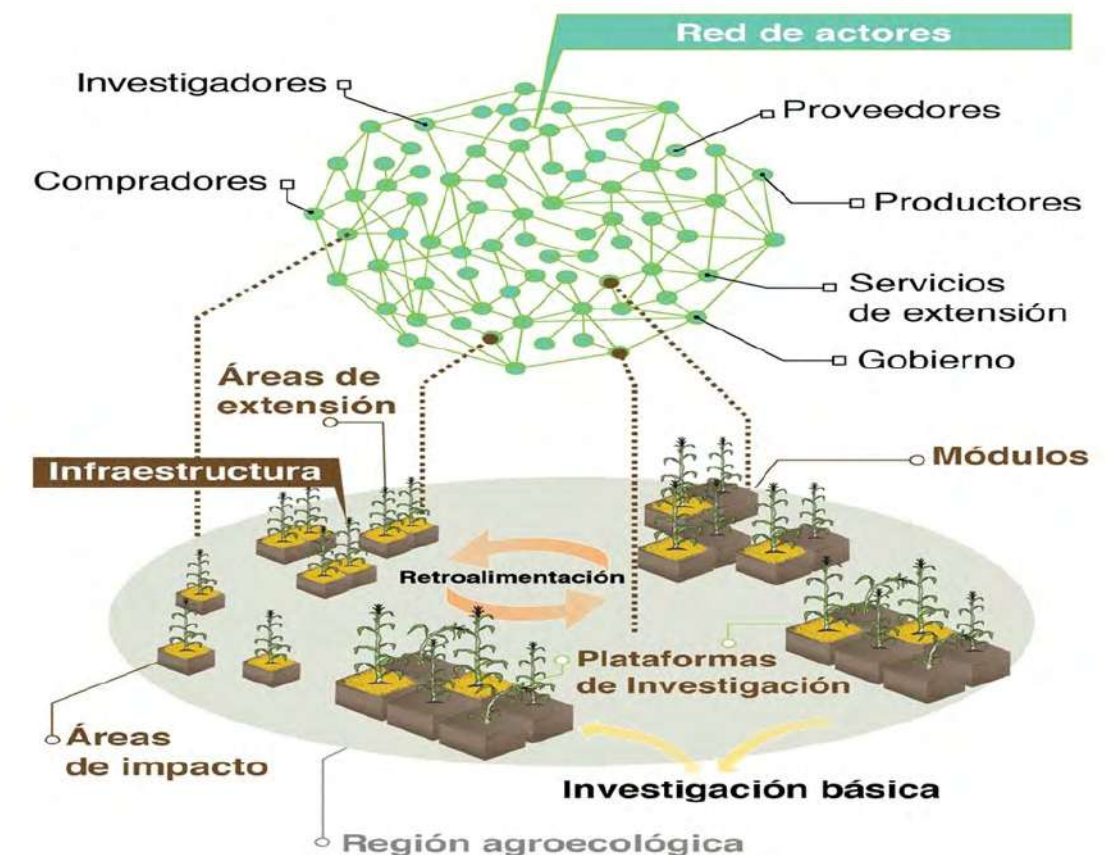 Red de actores
Investigadores
Proveedores
Compradores
Productores
Servicios
de extensión
Gobierno
Áreas de
extensión
Infraestructura
Módulos
Retroalimentación
Plataformas
de Investigación
Áreas
de impacto
Investigación básica
Región agroecológica